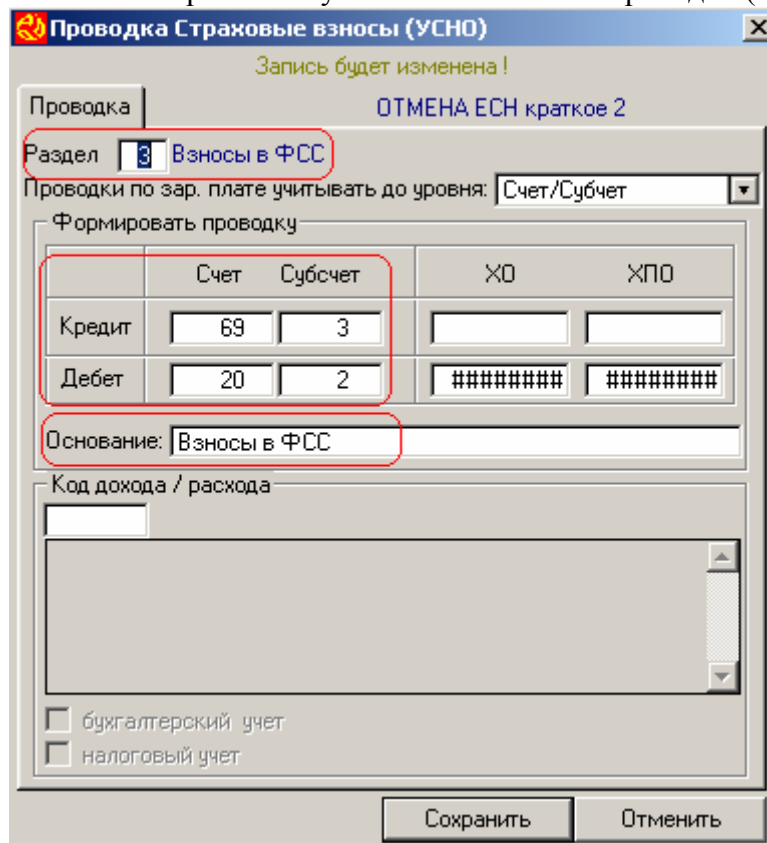 Проводка Страховые взносы (УСНО)
Запись будет изменена !
Проводка ОТМЕНА ЕСН краткое 2
Раздел 3 Взносы в ФСС
Проводки по зар. плате учитывать до уровня: Счет/Субчет
Формировать проводку
Счет Субсчет ХО ХПО
Кредит 69 3
Дебет 20 2 ######## ########
Основание: Взносы в ФСС
Код дохода / расхода
бухгалтерский учет
налоговый учет
Сохранить Отменить